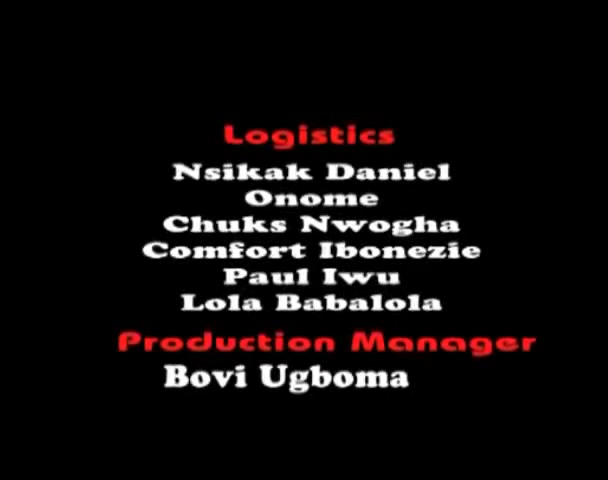 Logistics
Nsikak Daniel
Onome
Chuks Nwogha
Comfort Ibonezie
Paul Iwu
Lola Babalola
Production Manager
Bovi Ugboma